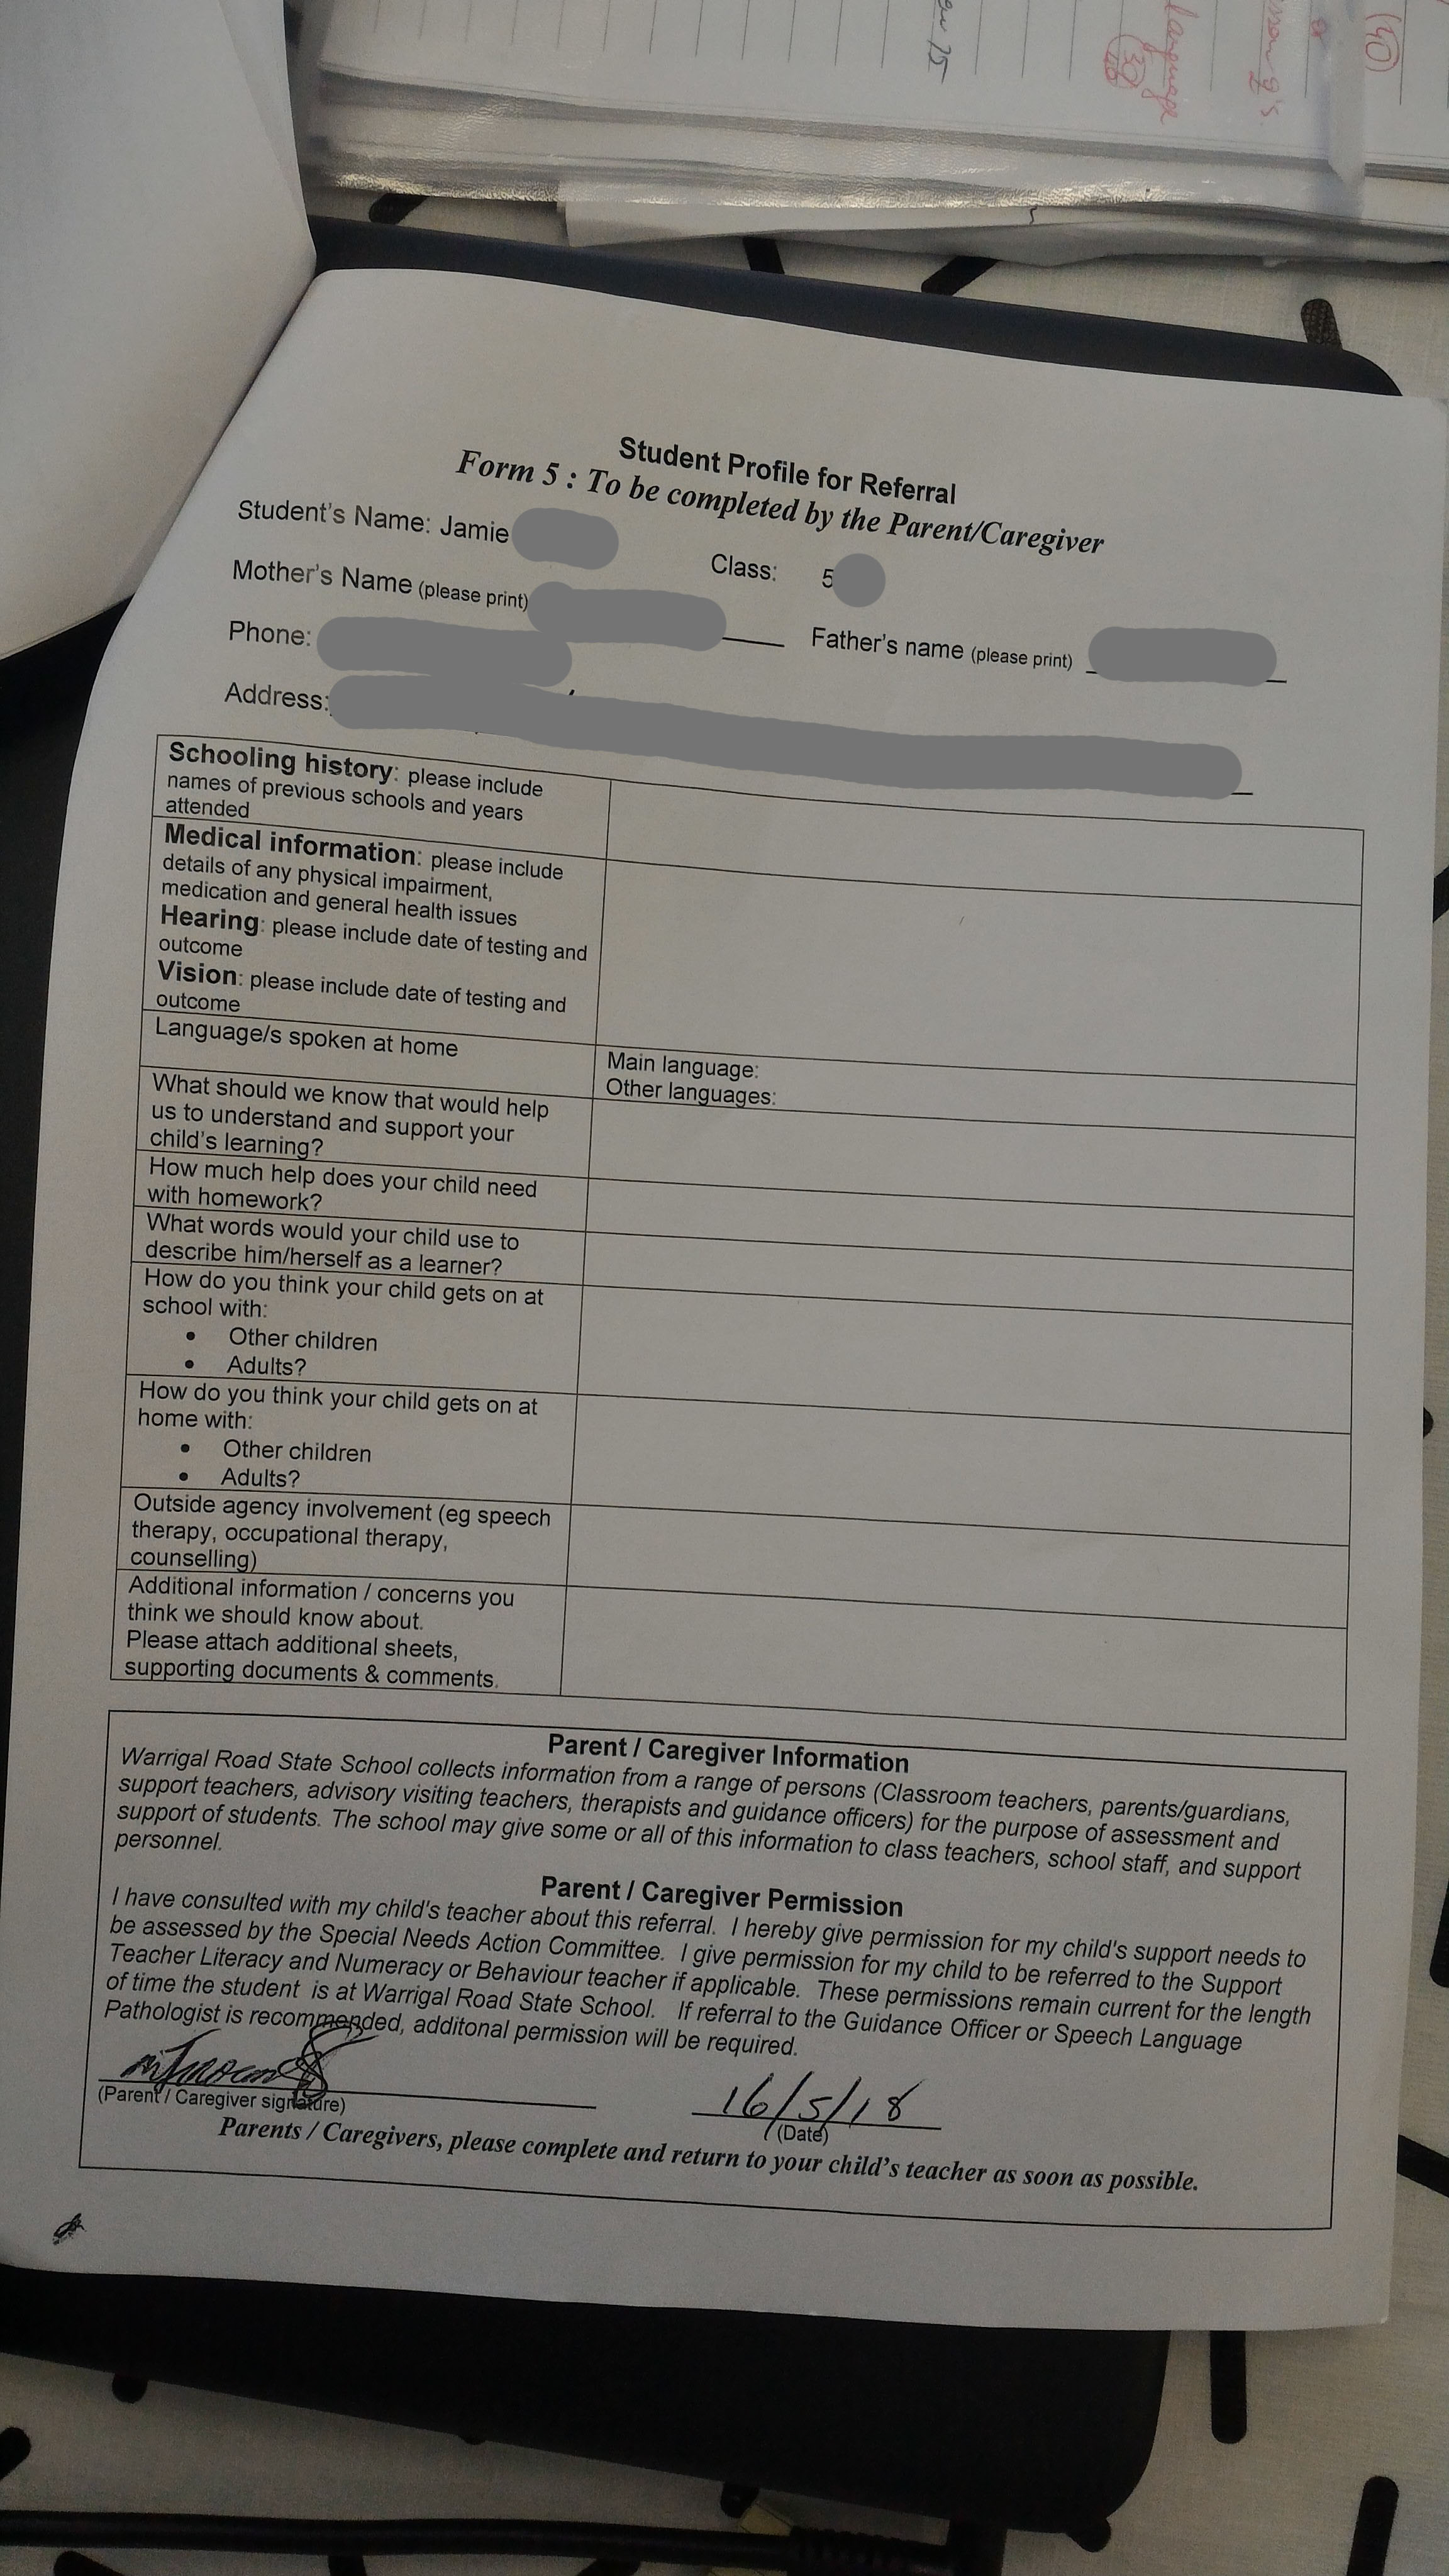 (40)
language
Student Profile for Referral
Form 5 : To be completed by the Parent/Caregiver
Student's Name: Jamie
Class: 5
Mother's Name (please print)
Father's name (please print)
Phone:
Address:
Schooling history: please include
names of previous schools and years
attended
Medical information: please include
details of any physical impairment,
medication and general health issues
Hearing: please include date of testing and
outcome
Vision: please include date of testing and
outcome
Language/s spoken at home
Main language:
Other languages:
What should we know that would help
us to understand and support your
child's learning?
How much help does your child need
with homework?
What words would your child use to
describe him/herself as a learner?
How do you think your child gets on at
school with:
• Other children
• Adults?
How do you think your child gets on at
home with:
• Other children
• Adults?
Outside agency involvement (eg speech
therapy, occupational therapy,
counselling)
Additional information / concerns you
think we should know about.
Please attach additional sheets,
supporting documents & comments.
Parent / Caregiver Information
Warrigal Road State School collects information from a range of persons (Classroom teachers, parents/guardians,
support teachers, advisory visiting teachers, therapists and guidance officers) for the purpose of assessment and
support of students. The school may give some or all of this information to class teachers, school staff, and support
personnel.
Parent / Caregiver Permission
I have consulted with my child's teacher about this referral. I hereby give permission for my child's support needs to
be assessed by the Special Needs Action Committee. I give permission for my child to be referred to the Support
Teacher Literacy and Numeracy or Behaviour teacher if applicable. These permissions remain current for the length
of time the student is at Warrigal Road State School. If referral to the Guidance Officer or Speech Language
Pathologist is recommended, additonal permission will be required.
16/5/18
(Parent / Caregiver signature)
(Date)
Parents / Caregivers, please complete and return to your child's teacher as soon as possible.